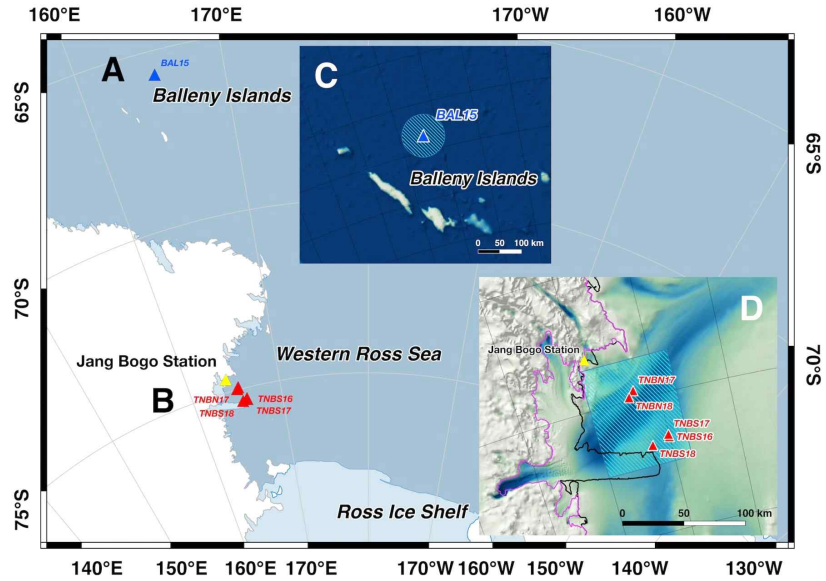 160°E 170°E 170°W 160°W
A
BAL15
Balleny Islands
65°S
65°S
C
BAL15
Balleny Islands
0 50 100 km
70°S
70°S
Jang Bogo Station
Western Ross Sea
B
TNBN17
TNBS16
TNBS18
TNBS17
75°S
Ross Ice Shelf
D
Jang Bogo Station
TNBN17
TNBN18
TNBS17
TNBS16
TNBS18
0 50 100 km
140°E 150°E 160°E 170°E 170°W 160°W 150°W 140°W 130°W